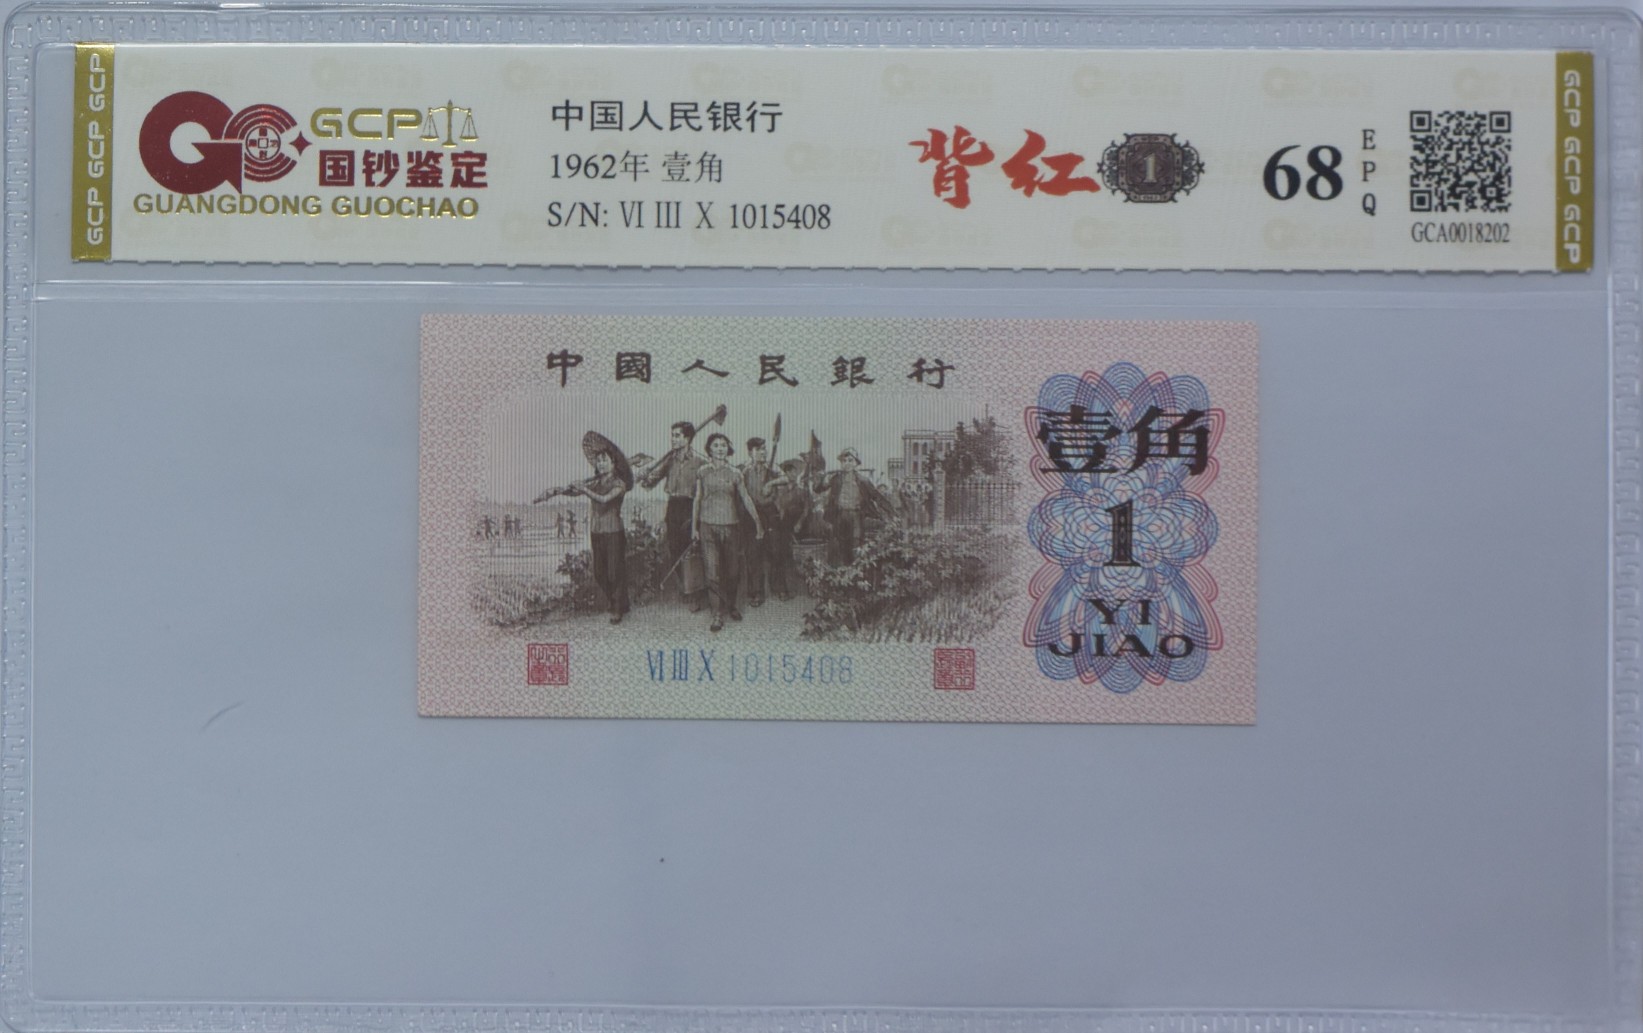 GCP GCP GCP
GCP
国钞鉴定
GUANGDONG GUOCHAO
中国人民银行
1962年 壹角
S/N: VI III X 1015408
背红
1
68
EPQ
GCA0018202
GCP GCP GCP
中國人民銀行
壹角
1
YI
JIAO
VI III X 1015408